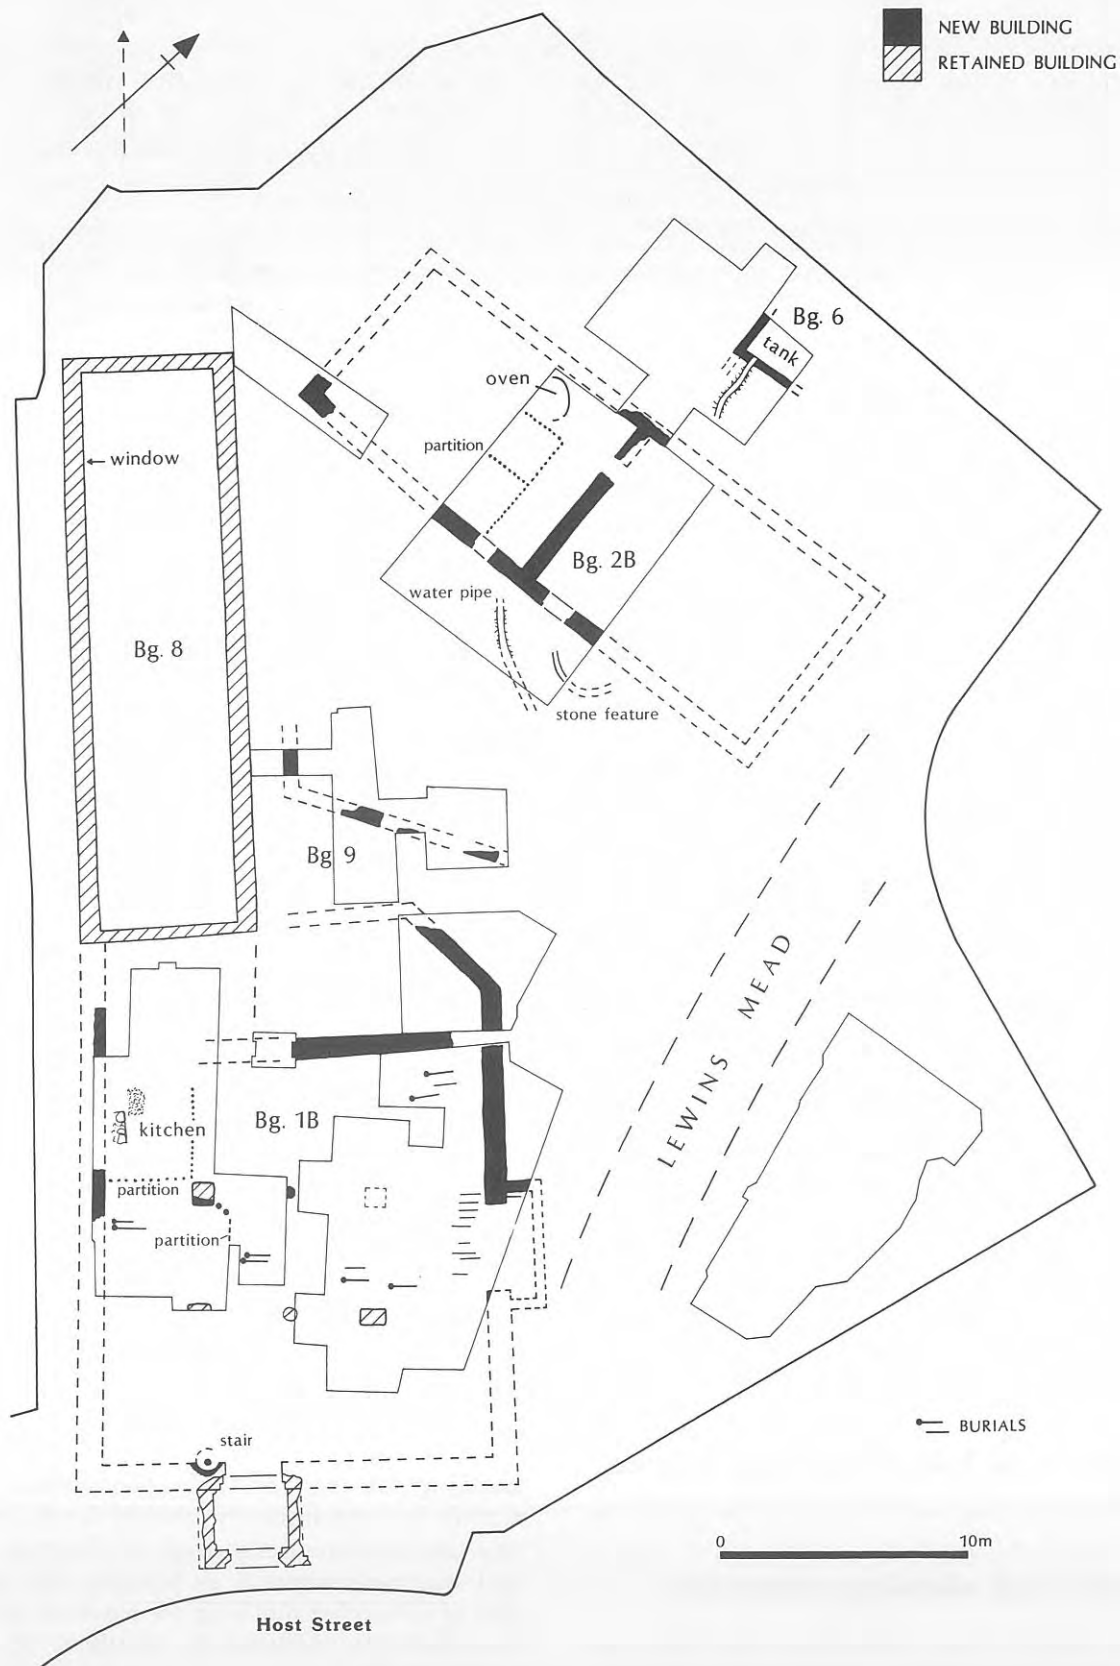 NEW BUILDING
RETAINED BUILDING
Bg. 6
tank
oven
partition
window
Bg. 2B
water pipe
Bg. 8
stone feature
Bg. 9
LEWINS MEAD
Bg. 1B
kitchen
partition
partition
BURIALS
stair
0 10m
Host Street